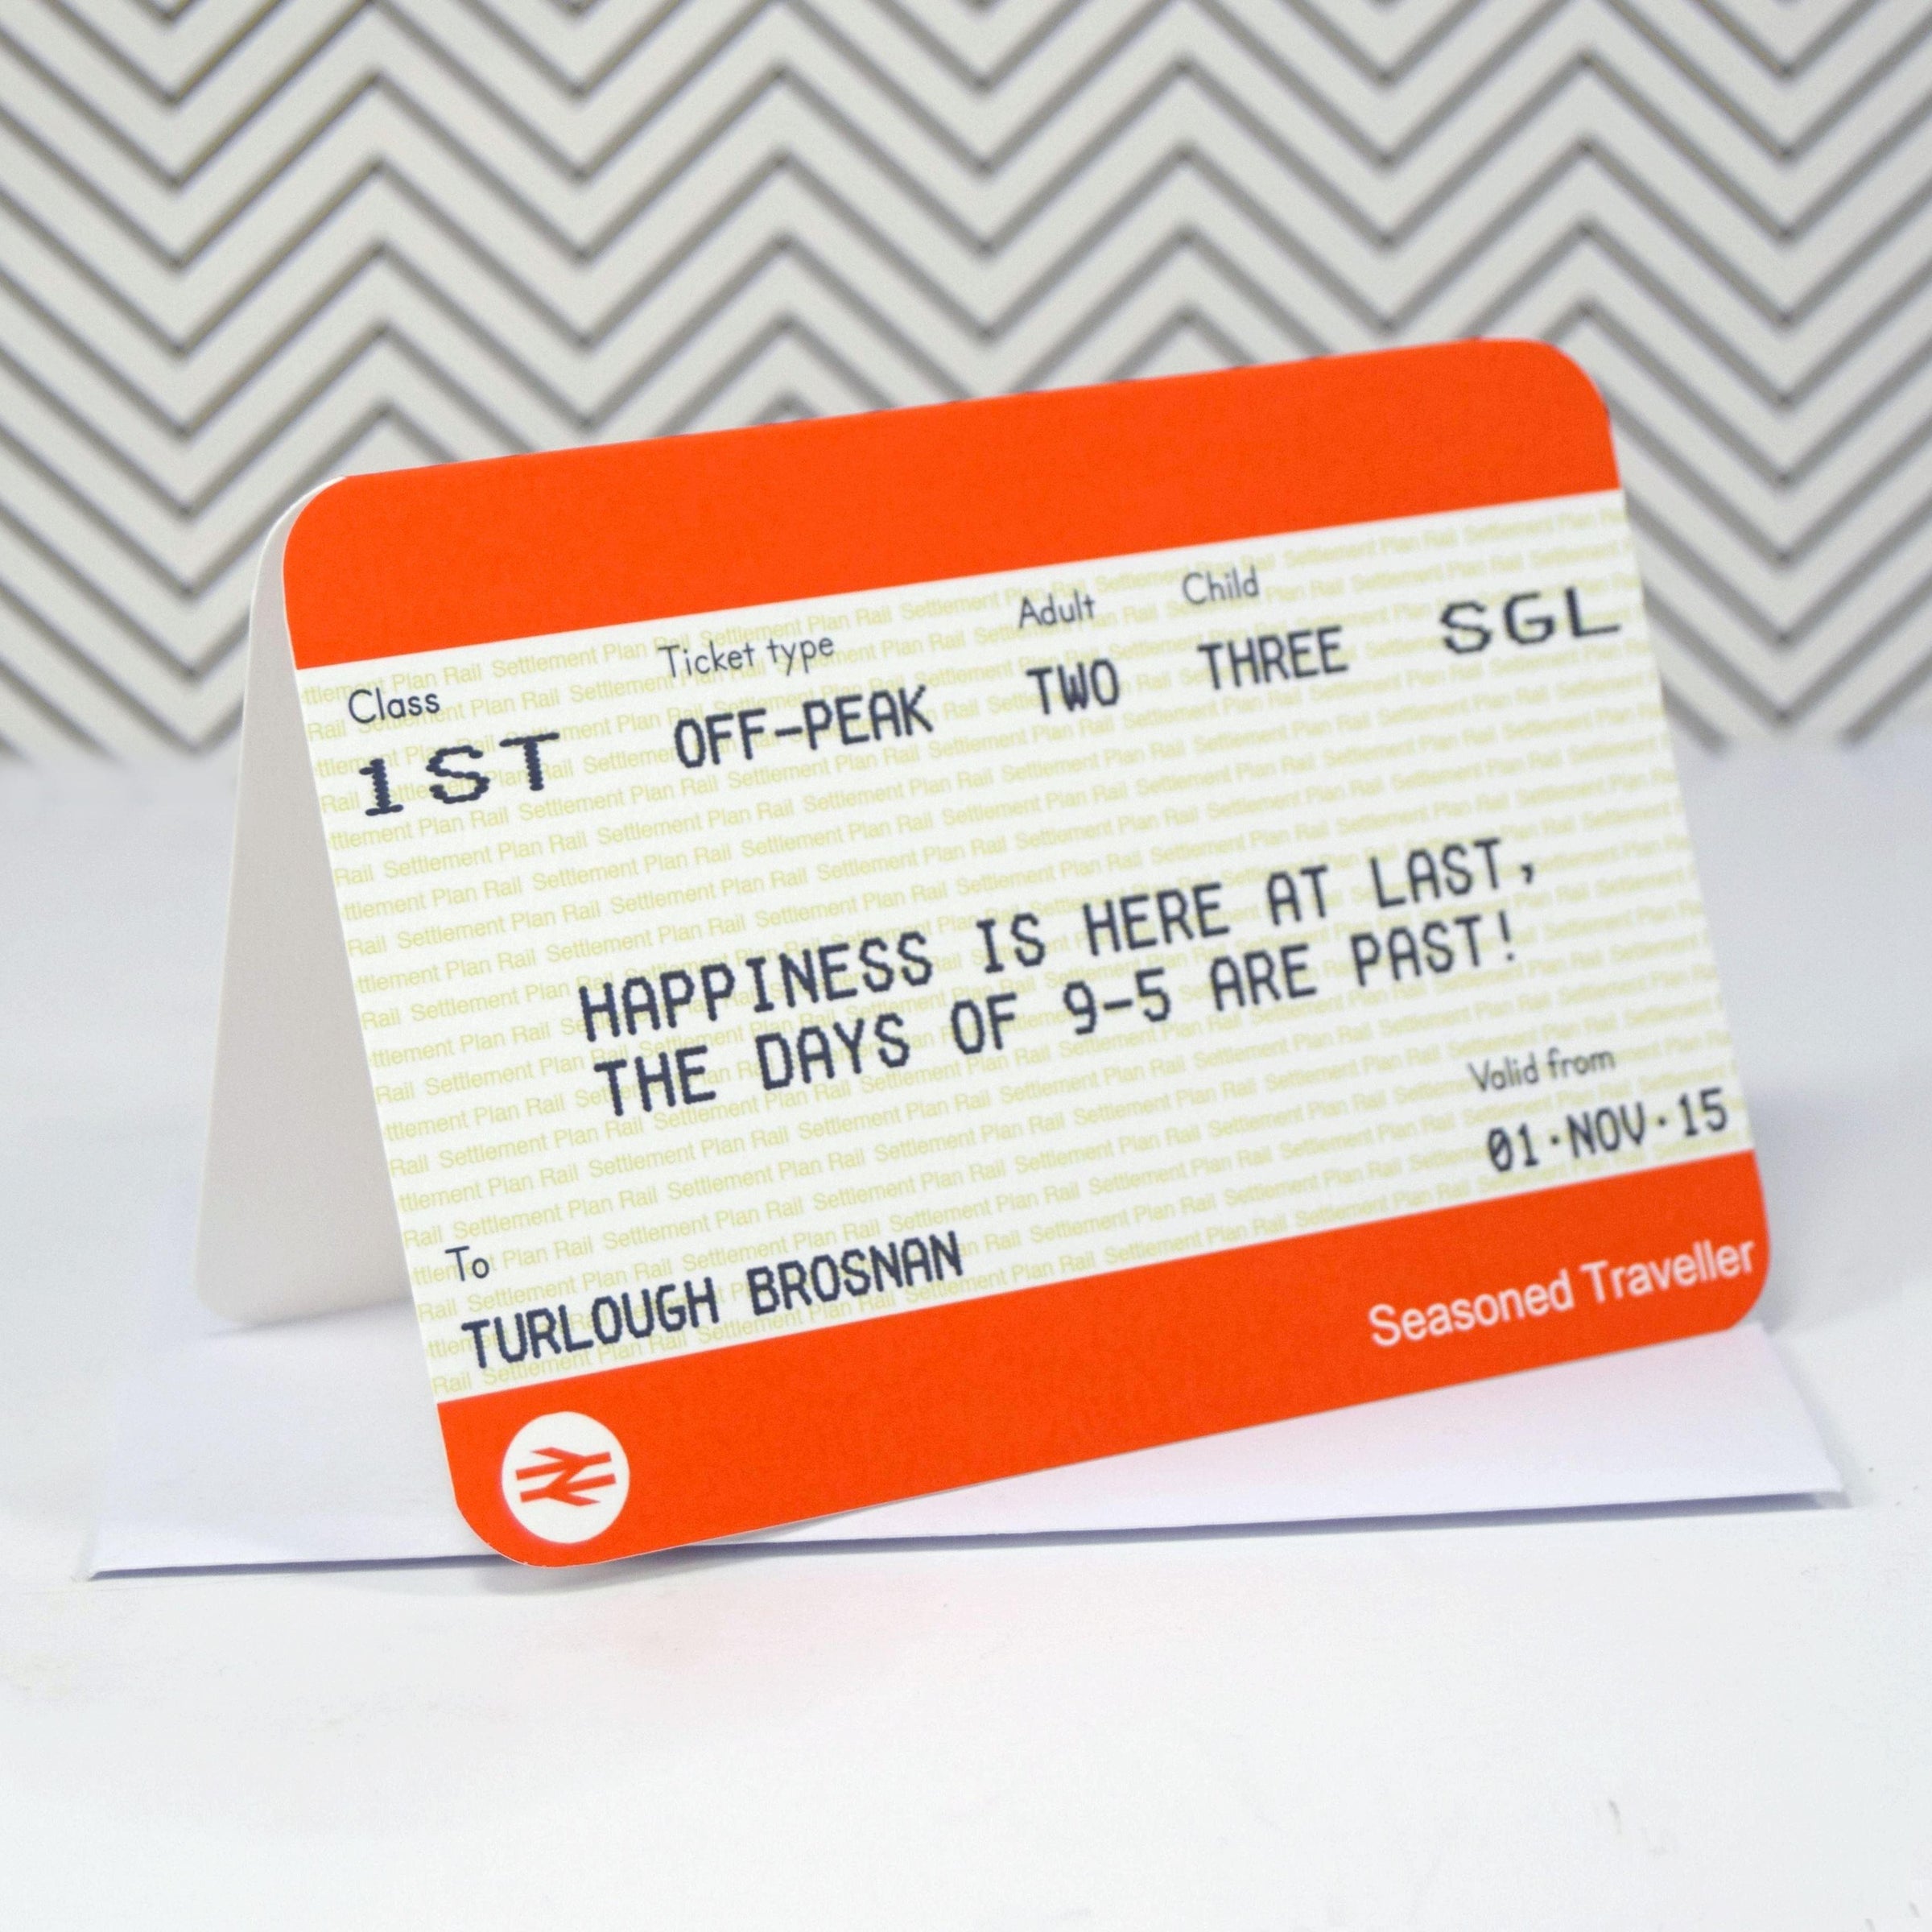 Class Ticket type Adult Child
1ST OFF-PEAK TWO THREE SGL
HAPPINESS IS HERE AT LAST,
THE DAYS OF 9-5 ARE PAST!
Valid from
01·NOV·15
To
TURLOUGH BROSNAN
Seasoned Traveller